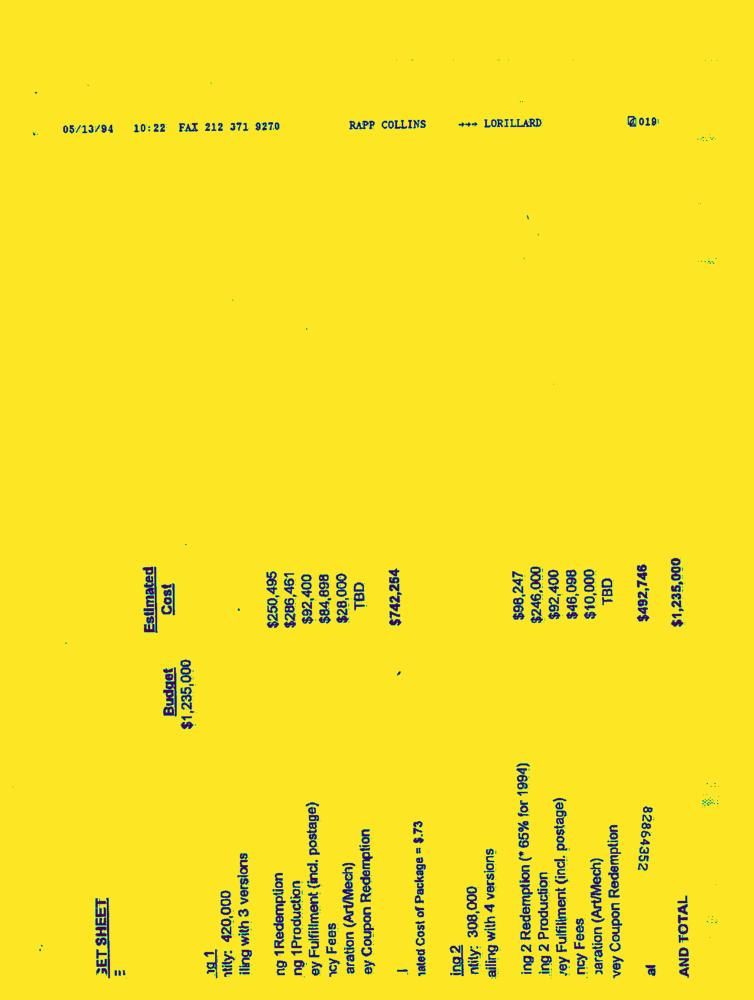 05/13/94 10:22 FAX 212 371 9270 RAPP COLLINS →→→ LORILLARD 019
GET SHEET
Estimated
Budget Cost
$1,235,000
ng 1
ntity: 420,000
iling with 3 versions
ng 1Redemption $250,495
ng 1Production $286,461
ey Fulfillment (incl. postage) $92,400
ncy Fees $84,898
aration (Art/Mech) $28,000
ey Coupon Redemption TBD
$742,254
nated Cost of Package = $.73
ing 2
ntity: 308,000
ailing with 4 versions
ing 2 Redemption (* 65% for 1994) $98,247
ing 2 Production $246,000
ey Fulfillment (incl. postage) $92,400
ncy Fees $46,098
paration (Art/Mech) $10,000
vey Coupon Redemption TBD
al $492,746
AND TOTAL $1,235,000
82864352